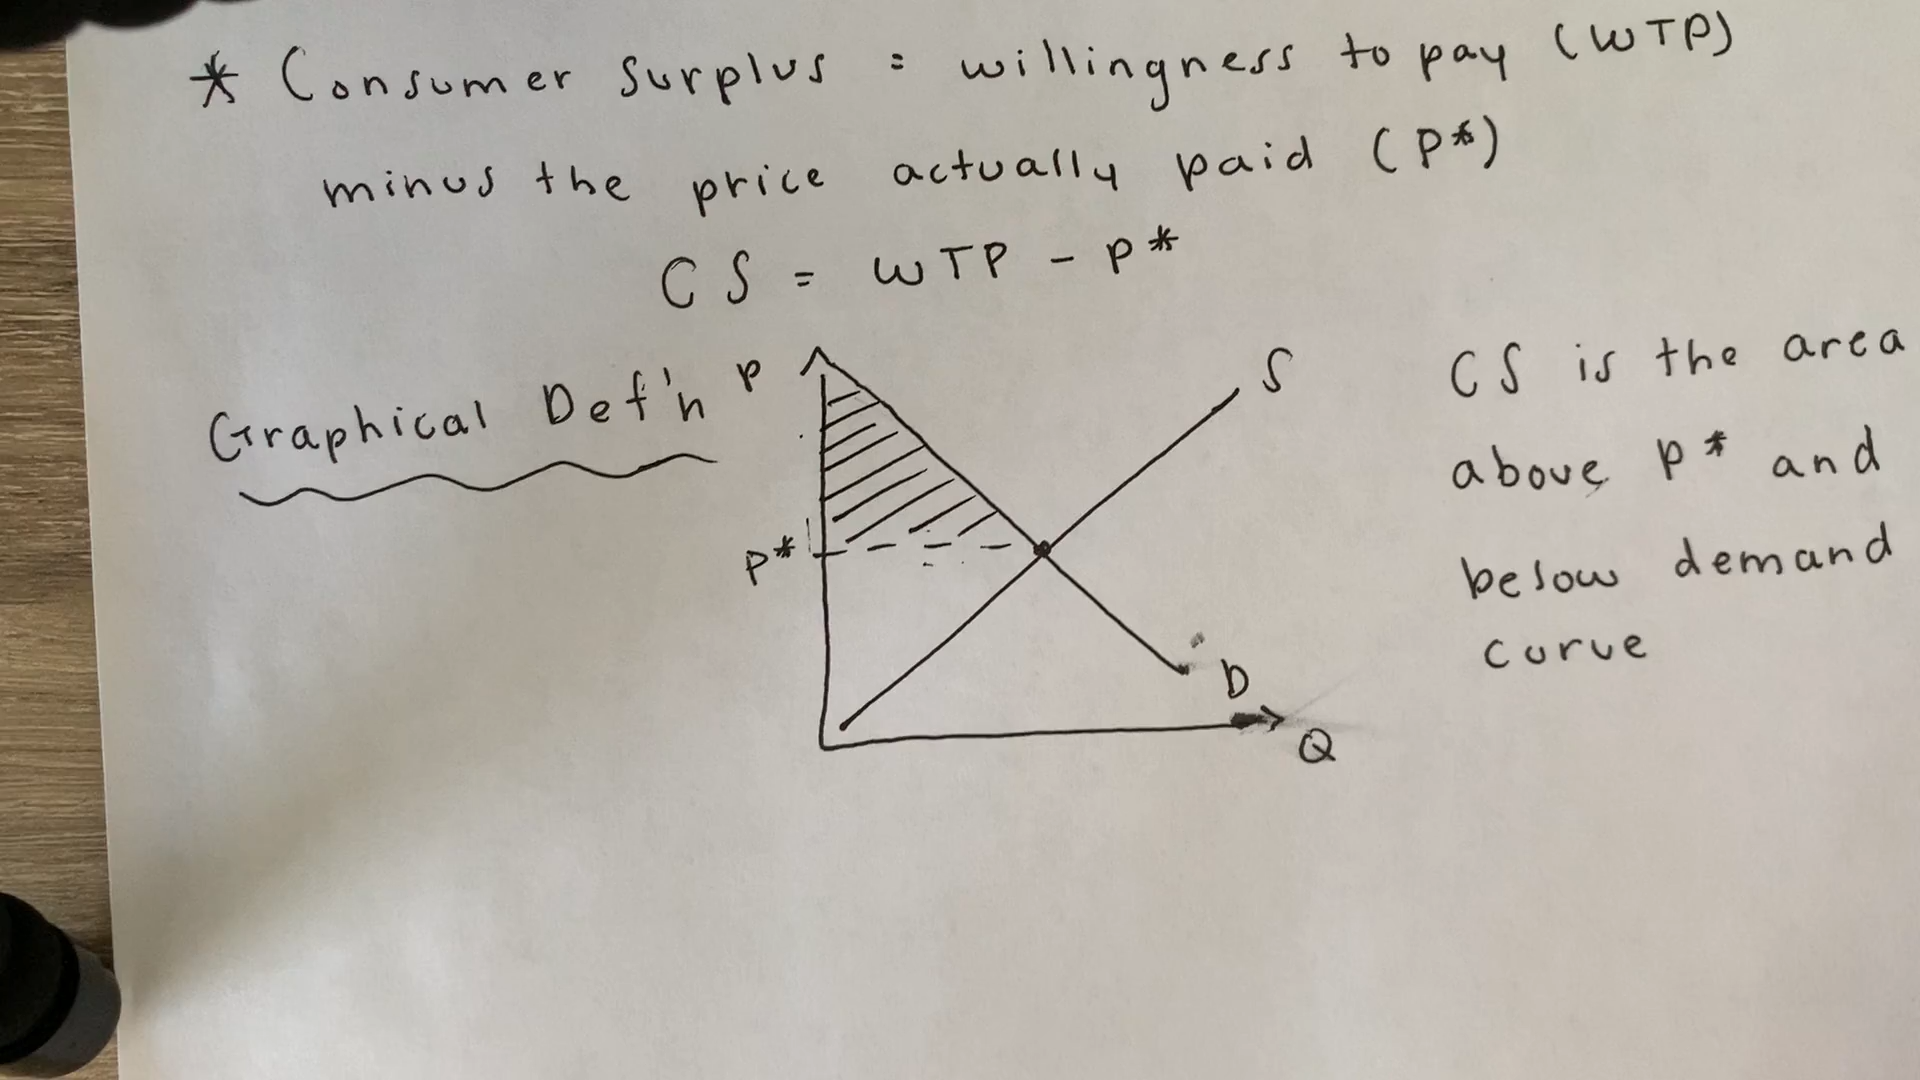 * Consumer Surplus = willingness to pay (WTP)
minus the price actually paid (P*)
CS = WTP - P*
Graphical Def'n
P
S
P*
D
Q
CS is the area
above P* and
below demand
curve